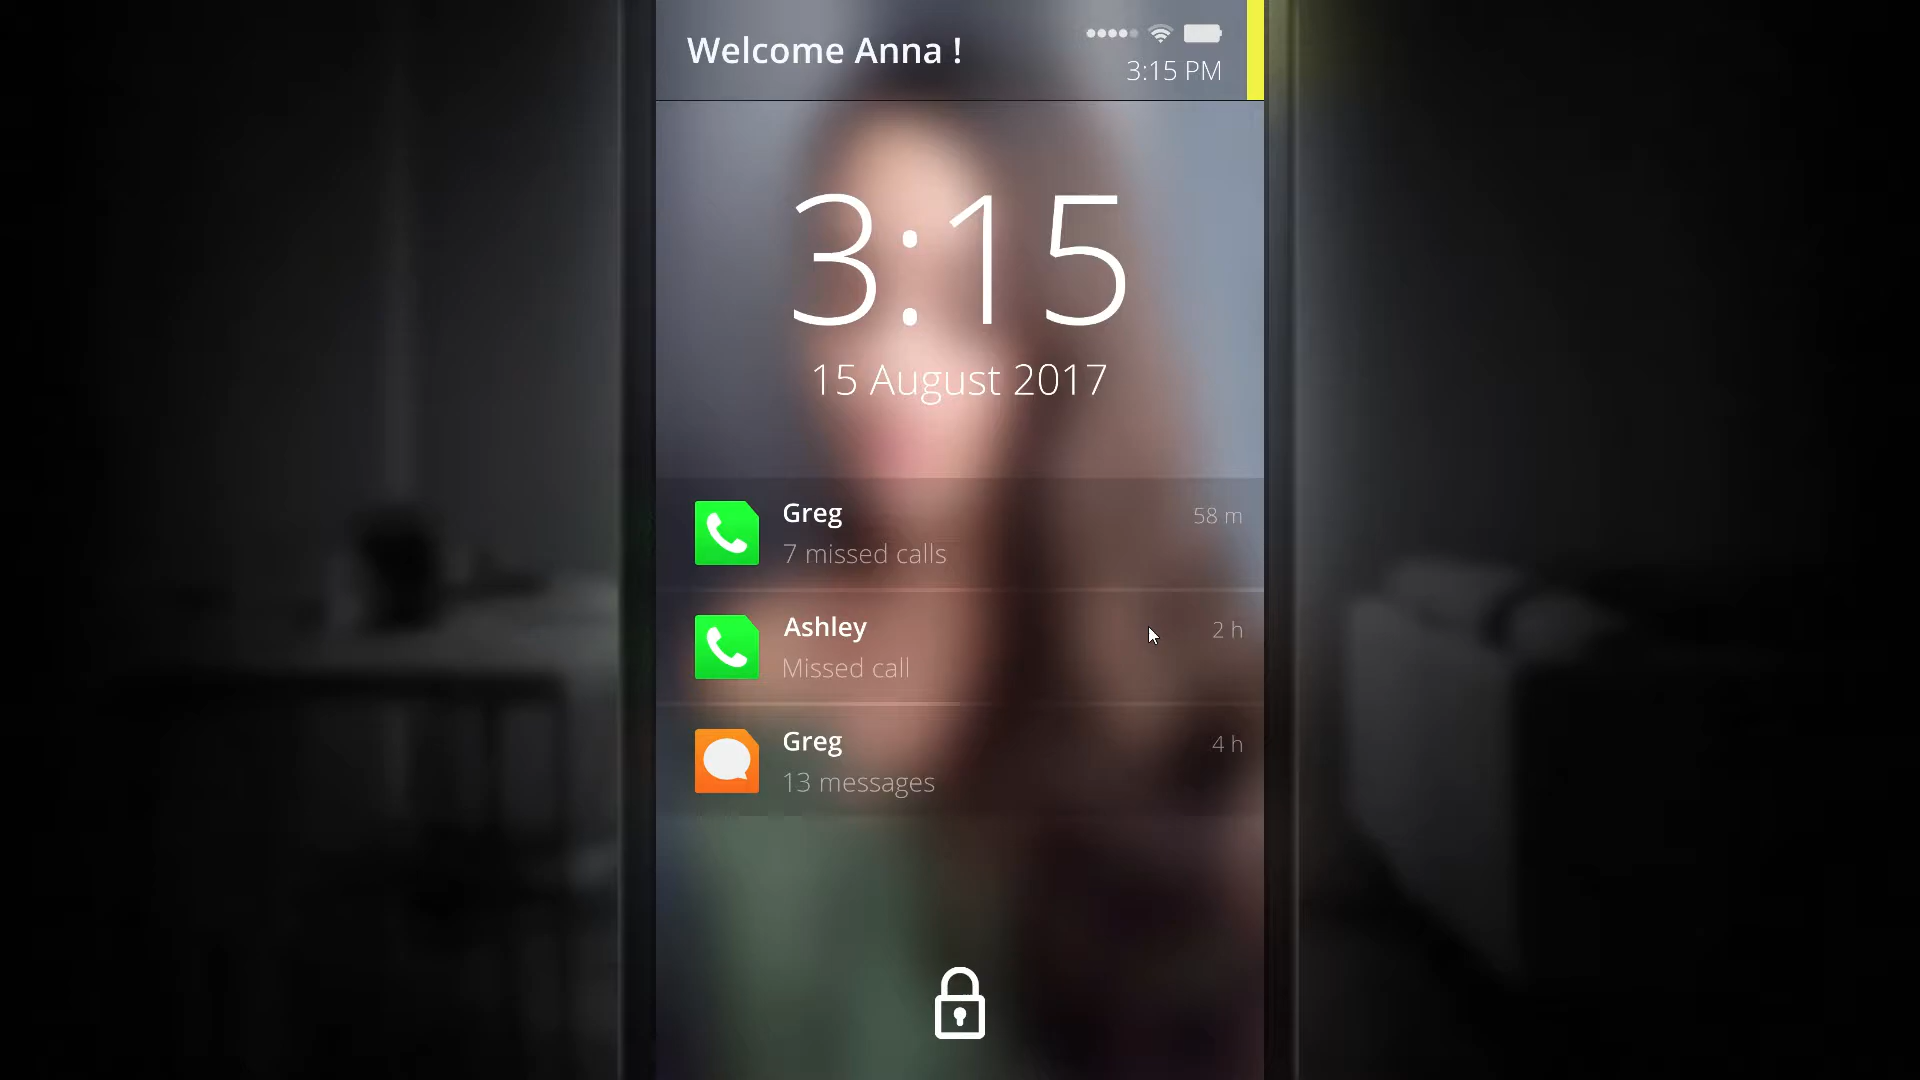 Welcome Anna !
3:15 PM
3:15
15 August 2017
Greg
58 m
7 missed calls
Ashley
2 h
Missed call
Greg
4 h
13 messages